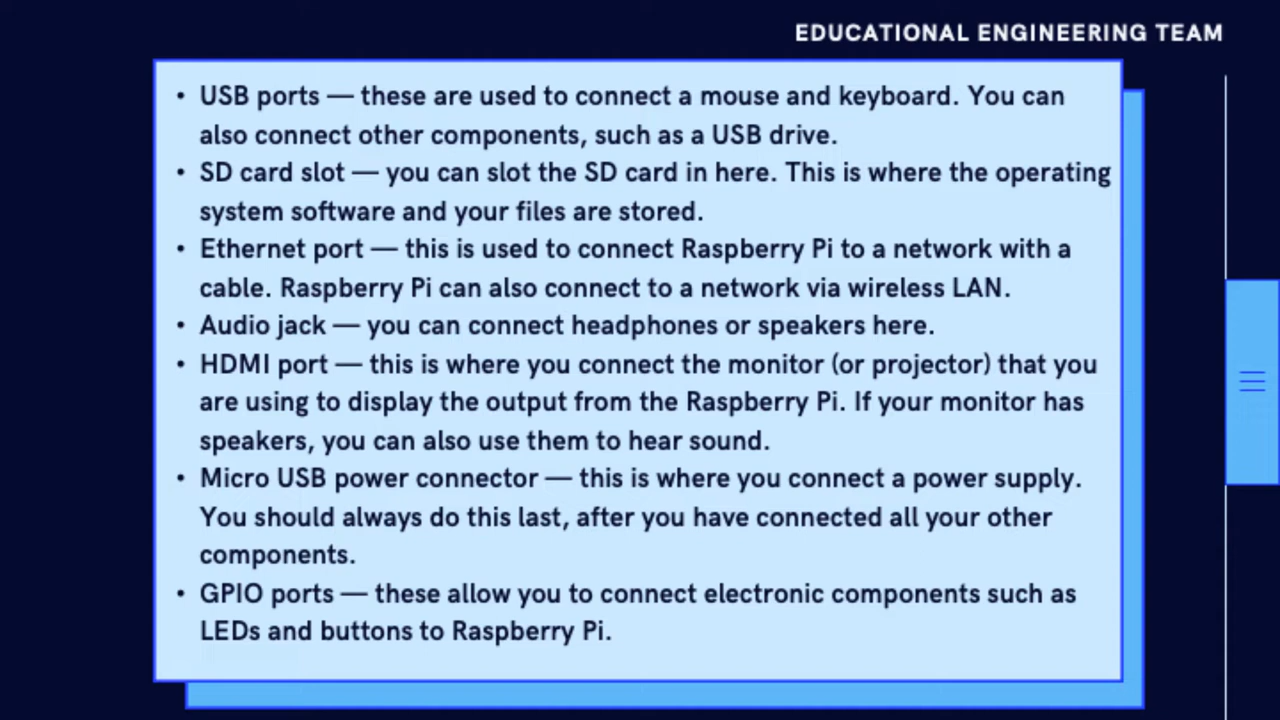 EDUCATIONAL ENGINEERING TEAM
• USB ports — these are used to connect a mouse and keyboard. You can
also connect other components, such as a USB drive.
• SD card slot — you can slot the SD card in here. This is where the operating
system software and your files are stored.
• Ethernet port — this is used to connect Raspberry Pi to a network with a
cable. Raspberry Pi can also connect to a network via wireless LAN.
• Audio jack — you can connect headphones or speakers here.
• HDMI port — this is where you connect the monitor (or projector) that you
are using to display the output from the Raspberry Pi. If your monitor has
speakers, you can also use them to hear sound.
• Micro USB power connector — this is where you connect a power supply.
You should always do this last, after you have connected all your other
components.
• GPIO ports — these allow you to connect electronic components such as
LEDs and buttons to Raspberry Pi.